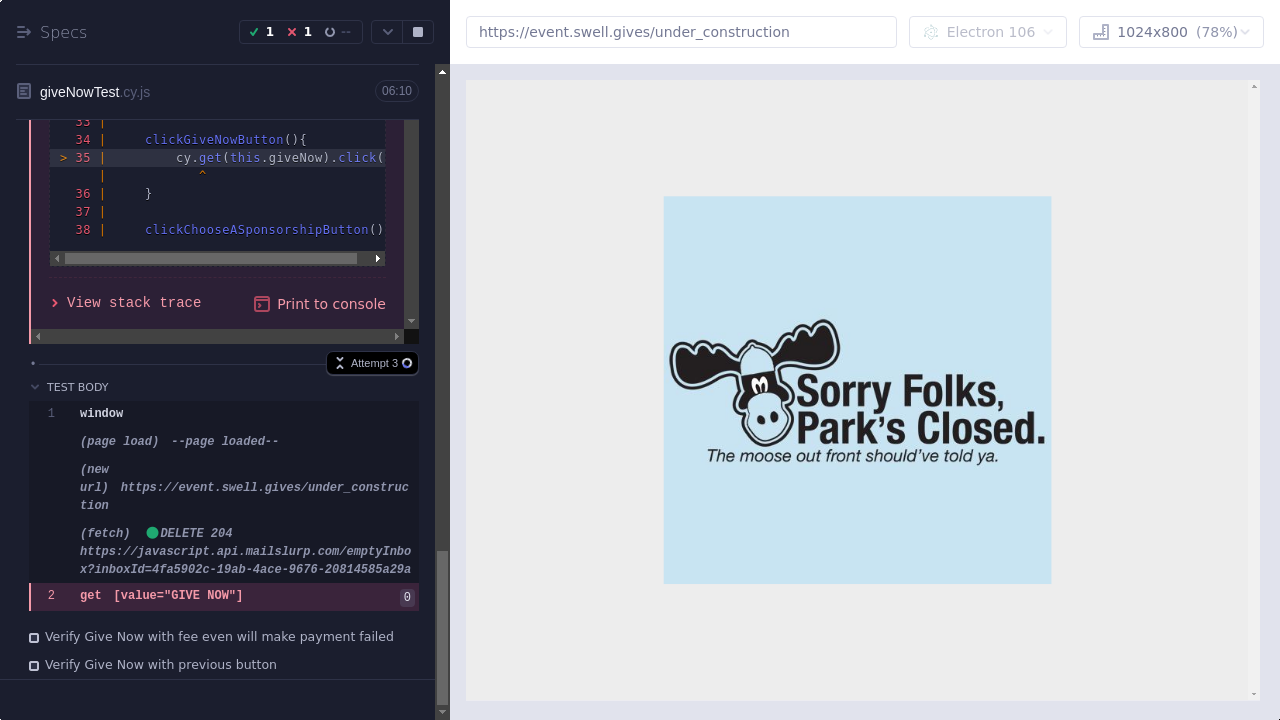 Specs
1 1 --
https://event.swell.gives/under_construction
Electron 106
1024x800 (78%)
giveNowTest.cy.js
06:10
33 |
34 | clickGiveNowButton(){
> 35 | cy.get(this.giveNow).click(
| ^
36 | }
37 |
38 | clickChooseASponsorshipButton()
View stack trace
Print to console
Attempt 3
TEST BODY
1 window
(page load) --page loaded--
(new
url) https://event.swell.gives/under_construc
tion
(fetch) DELETE 204
https://javascript.api.mailslurp.com/emptyInbo
x?inboxId=4fa5902c-19ab-4ace-9676-20814585a29a
2 get [value="GIVE NOW"] 0
Verify Give Now with fee even will make payment failed
Verify Give Now with previous button
Sorry Folks,
Park's Closed.
The moose out front should've told ya.